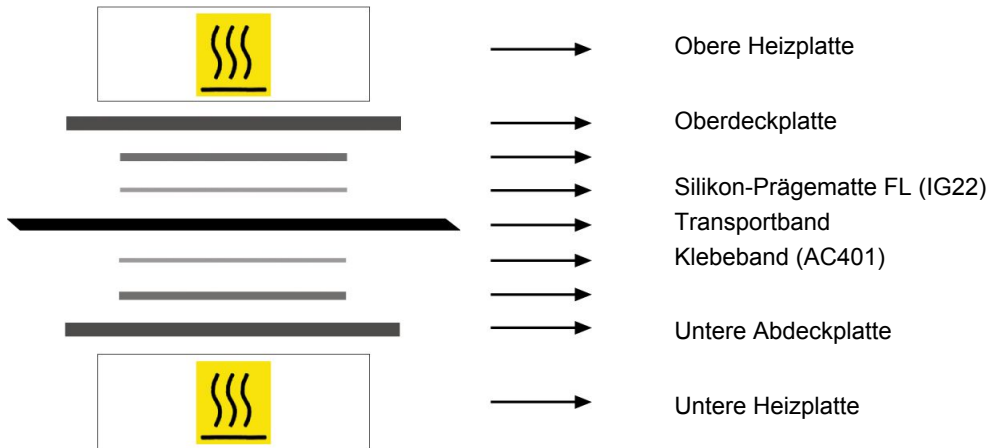 Obere Heizplatte
Oberdeckplatte
Silikon-Prägematte FL (IG22)
Transportband
Klebeband (AC401)
Untere Abdeckplatte
Untere Heizplatte